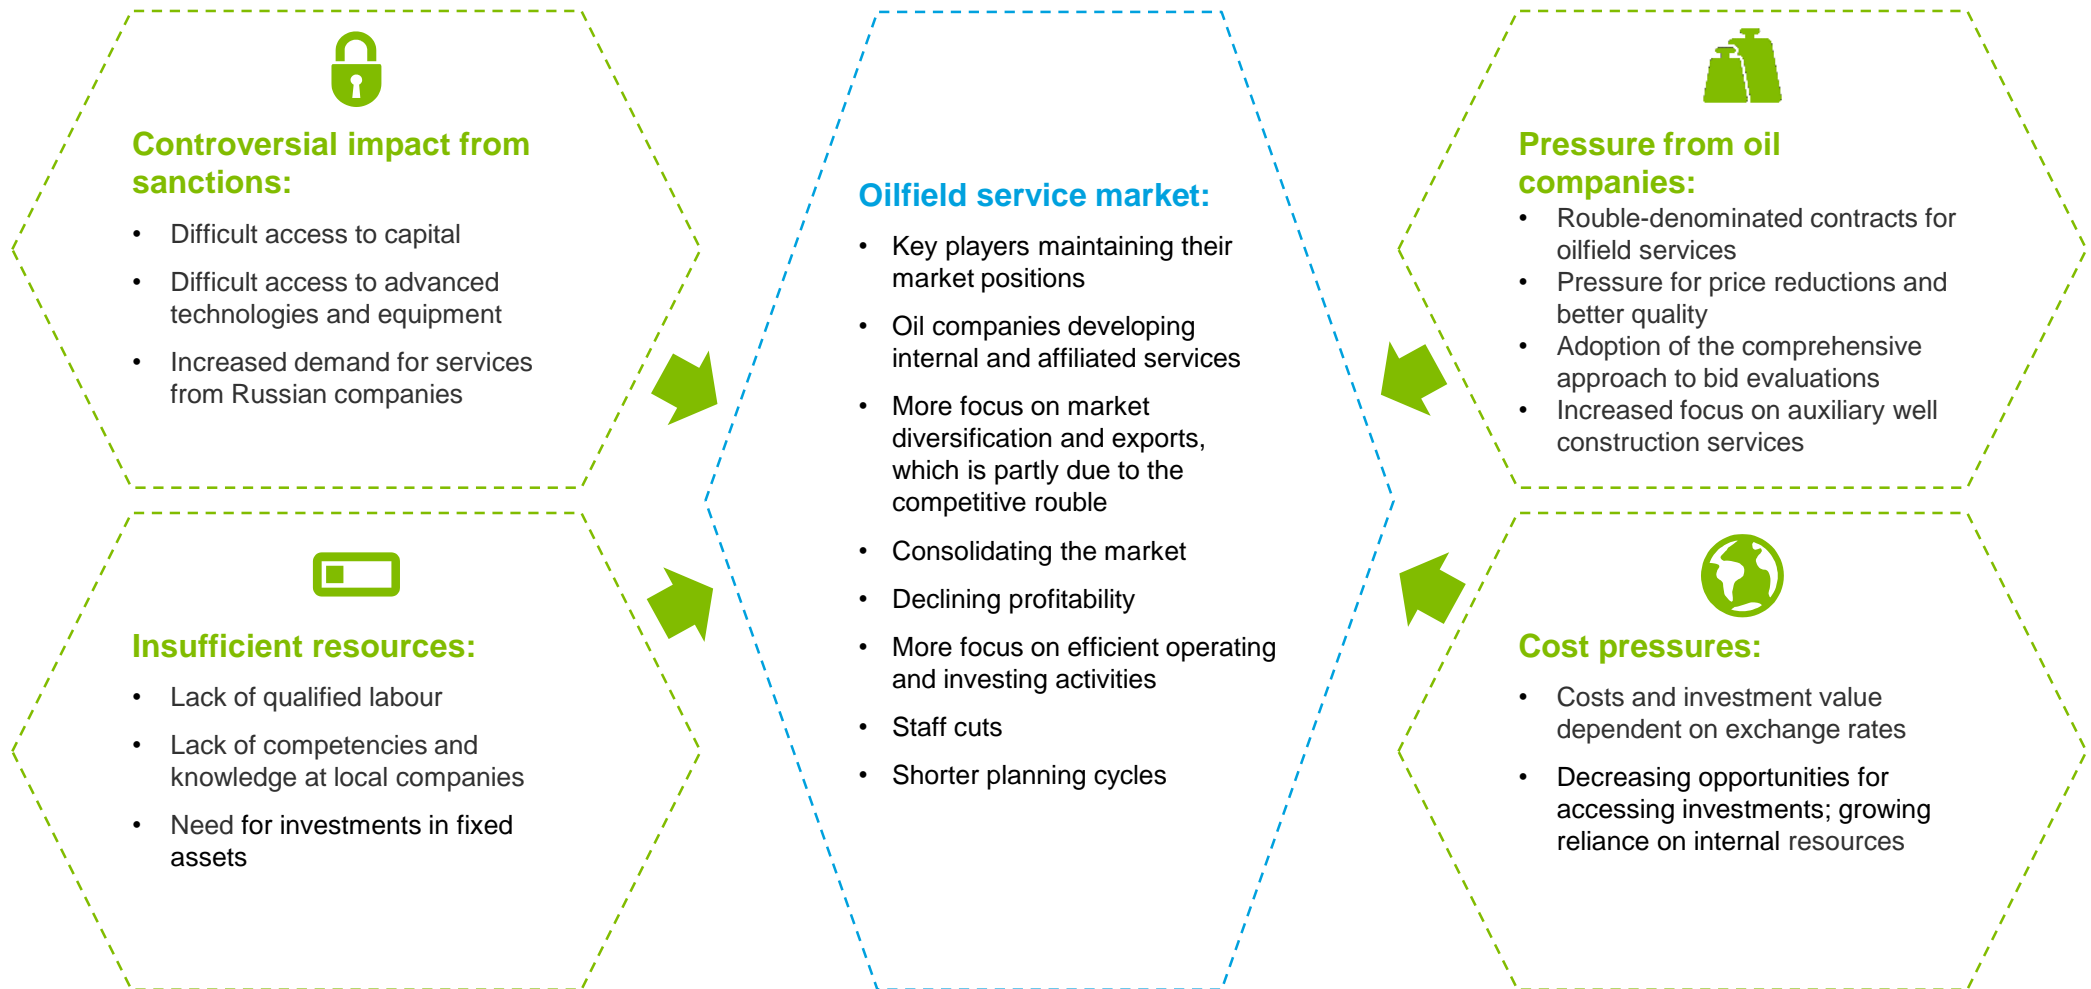 Controversial impact from
sanctions:
• Difficult access to capital
• Difficult access to advanced
technologies and equipment
• Increased demand for services
from Russian companies
Insufficient resources:
• Lack of qualified labour
• Lack of competencies and
knowledge at local companies
• Need for investments in fixed
assets
Oilfield service market:
• Key players maintaining their
market positions
• Oil companies developing
internal and affiliated services
• More focus on market
diversification and exports,
which is partly due to the
competitive rouble
• Consolidating the market
• Declining profitability
• More focus on efficient operating
and investing activities
• Staff cuts
• Shorter planning cycles
Pressure from oil
companies:
• Rouble-denominated contracts for
oilfield services
• Pressure for price reductions and
better quality
• Adoption of the comprehensive
approach to bid evaluations
• Increased focus on auxiliary well
construction services
Cost pressures:
• Costs and investment value
dependent on exchange rates
• Decreasing opportunities for
accessing investments; growing
reliance on internal resources